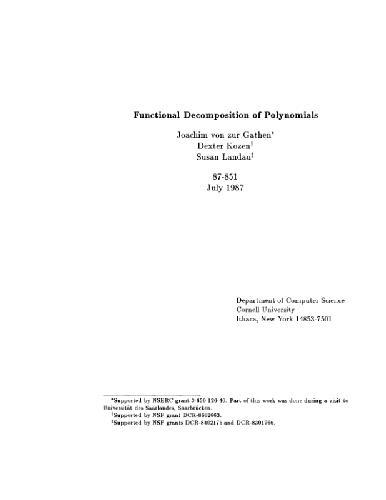 Functional Decomposition of Polynomials
Joachim von zur Gathen*
Dexter Kozen†
Susan Landau‡
87-851
July 1987
Department of Computer Science
Cornell University
Ithaca, New York 14853-7501
*Supported by NSERC grant 3-650-126-40. Part of this work was done during a visit to
Universität des Saarlandes, Saarbrücken.
†Supported by NSF grant DCR-8602663.
‡Supported by NSF grants DCR-8402175 and